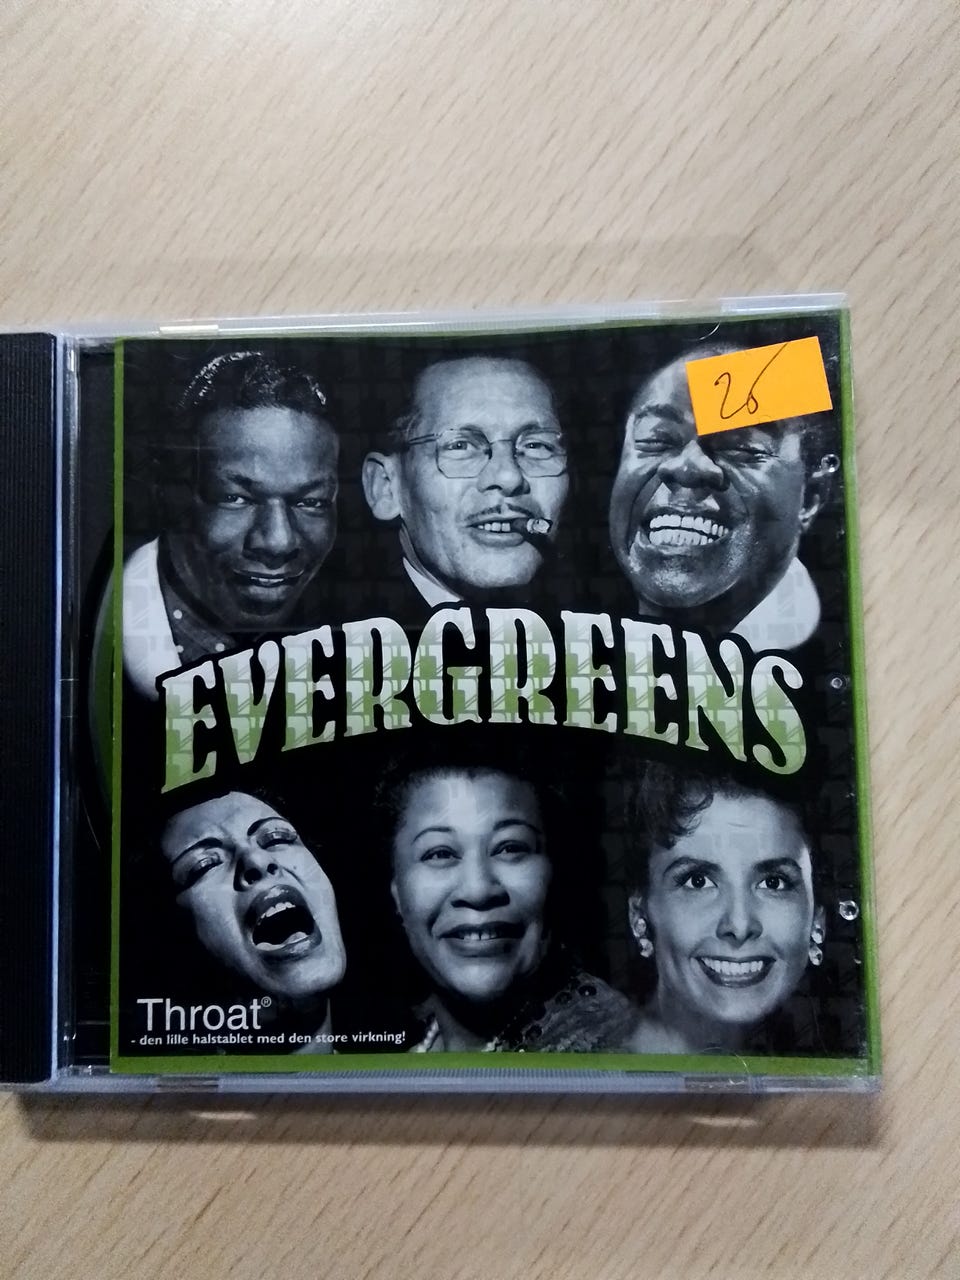 26
EVERGREENS
Throat®
- den lille halstablet med den store virkning!